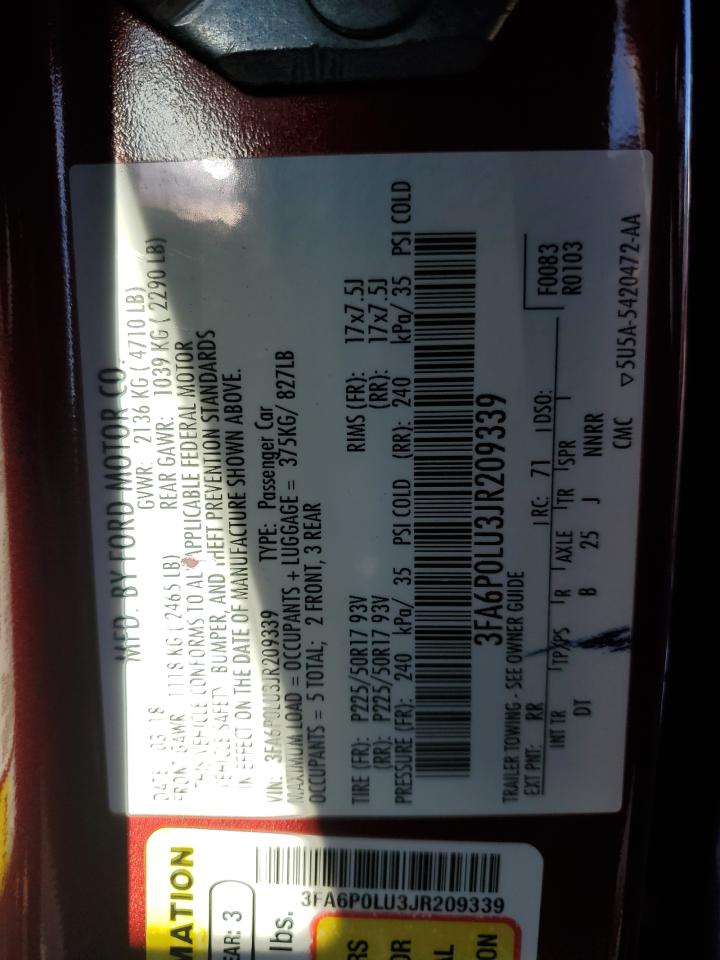 MFD. BY FORD MOTOR CO.
DATE: 03/18 GVWR: 2136 KG ( 4710 LB)
FRONT GAWR: 1118 KG ( 2465 LB) REAR GAWR: 1039 KG ( 2290 LB)
THIS VEHICLE CONFORMS TO ALL APPLICABLE FEDERAL MOTOR
VEHICLE SAFETY, BUMPER, AND THEFT PREVENTION STANDARDS
IN EFFECT ON THE DATE OF MANUFACTURE SHOWN ABOVE.
VIN: 3FA6P0LU3JR209339 TYPE: Passenger Car
MAXIMUM LOAD = OCCUPANTS + LUGGAGE = 375KG/ 827LB
OCCUPANTS = 5 TOTAL; 2 FRONT, 3 REAR
TIRE (FR): P225/50R17 93V RIMS (FR): 17x7.5J
(RR): P225/50R17 93V (RR): 17x7.5J
PRESSURE (FR): 240 kPa/ 35 PSI COLD (RR): 240 kPa/ 35 PSI COLD
3FA6P0LU3JR209339
TRAILER TOWING - SEE OWNER GUIDE
EXT PNT: RR RC: 71 DSO: F0083
R0103
INT TR TP/PS R AXLE TR SPR
DT B 25 J NNRR
CMC
▽5U5A-5420472-AA
MATION
EAR: 3
lbs.
3FA6P0LU3JR209339
RS
OR
AL
ON